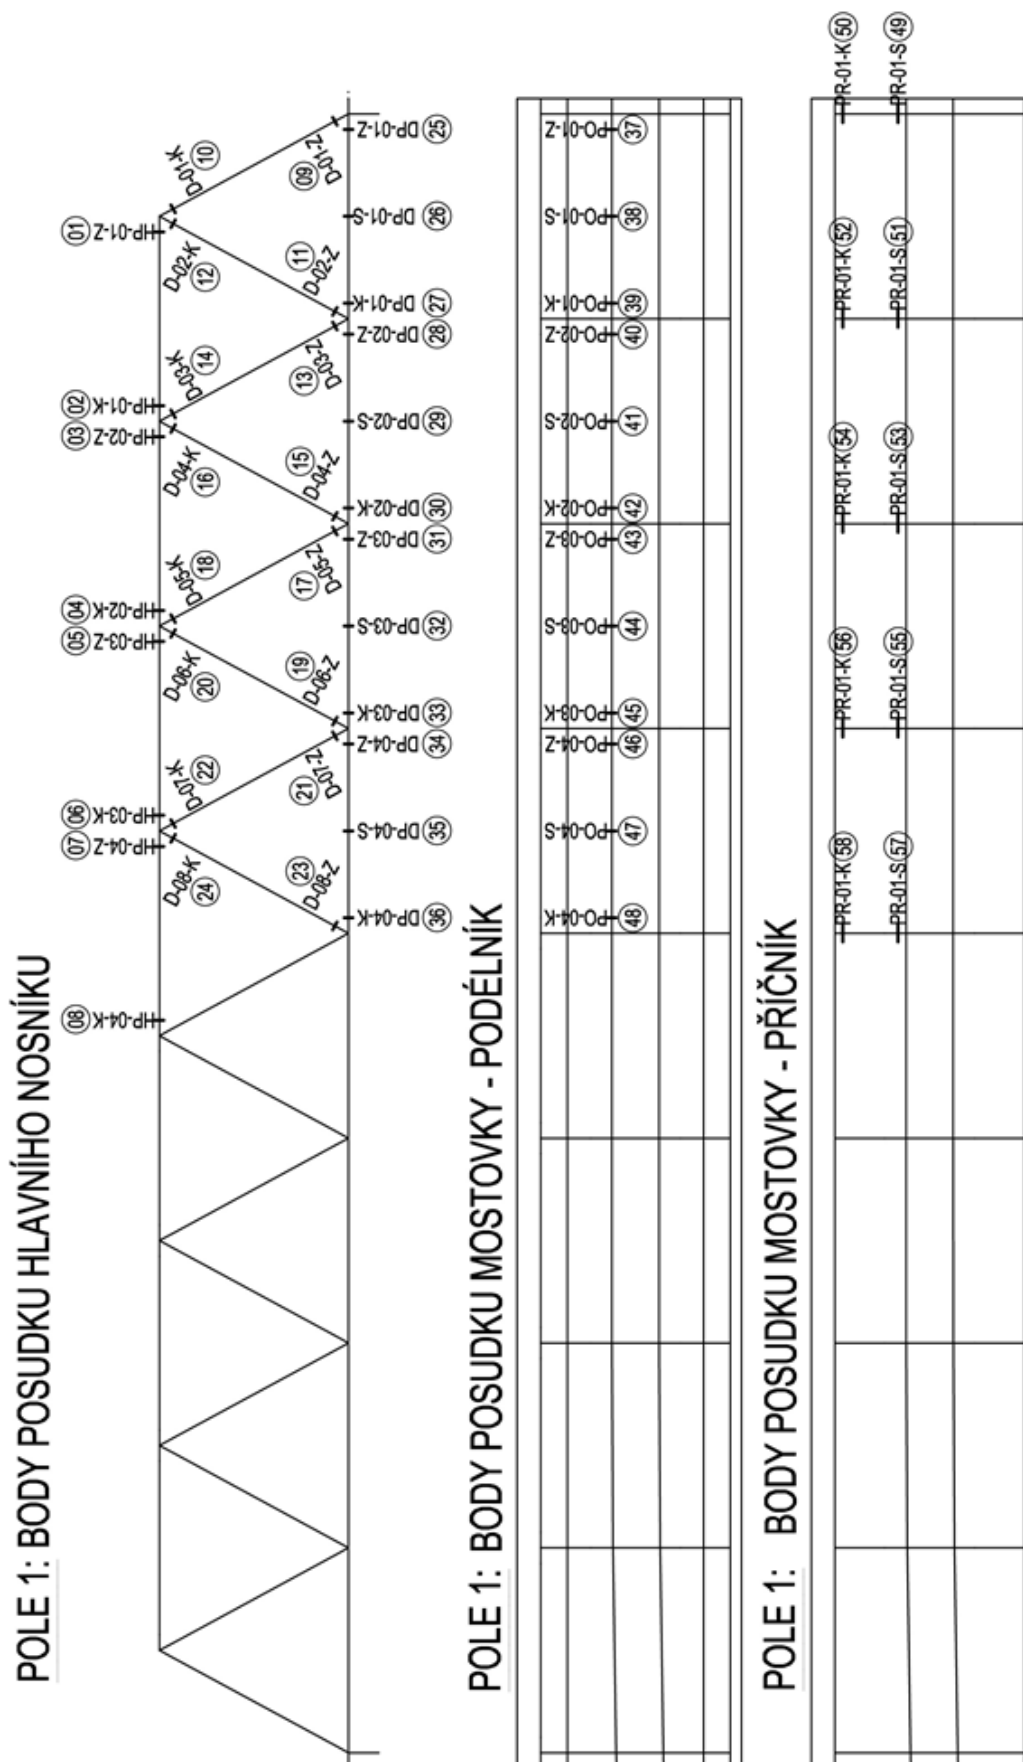 POLE 1: BODY POSUDKU HLAVNÍHO NOSNÍKU
01 HP-01-Z
02 HP-01-K
03 HP-02-Z
04 HP-02-K
05 HP-03-Z
06 HP-03-K
07 HP-04-Z
08 HP-04-K
D-01-K 10
D-02-K 12
D-03-K 14
D-04-K 16
D-05-K 18
D-06-K 20
D-07-K 22
D-08-K 24
09 D-01-Z
11 D-02-Z
13 D-03-Z
15 D-04-Z
17 D-05-Z
19 D-06-Z
21 D-07-Z
23 D-08-Z
DP-01-Z 25
DP-01-S 26
DP-01-K 27
DP-02-Z 28
DP-02-S 29
DP-02-K 30
DP-03-Z 31
DP-03-S 32
DP-03-K 33
DP-04-Z 34
DP-04-S 35
DP-04-K 36
POLE 1: BODY POSUDKU MOSTOVKY - PODÉLNÍK
PO-01-Z 37
PO-01-S 38
PO-01-K 39
PO-02-Z 40
PO-02-S 41
PO-02-K 42
PO-03-Z 43
PO-03-S 44
PO-03-K 45
PO-04-Z 46
PO-04-S 47
PO-04-K 48
POLE 1: BODY POSUDKU MOSTOVKY - PŘÍČNÍK
PR-01-K 50
PR-01-S 49
PR-01-K 52
PR-01-S 51
PR-01-K 54
PR-01-S 53
PR-01-K 56
PR-01-S 55
PR-01-K 58
PR-01-S 57